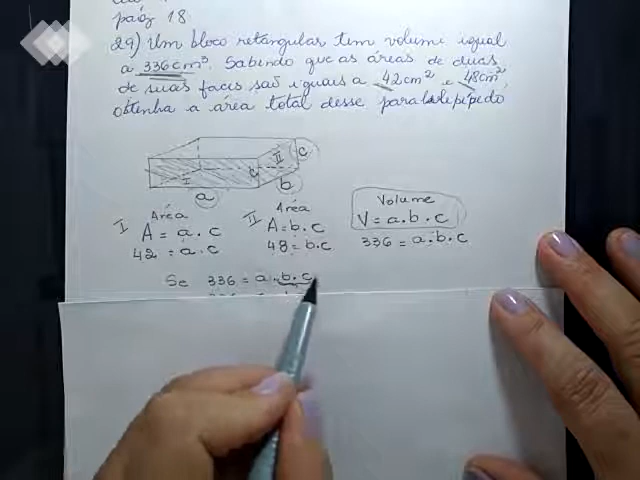 pág 18
29) Um bloco retangular tem volume igual
a 336cm³. Sabendo que as áreas de duas
de suas faces são iguais a 42cm² e 48cm²,
obtenha a área total desse paralelepípedo
II
c
c
I
b
a
I Área
A = a.c
42 = a.c
II Área
A = b.c
48 = b.c
Volume
V = a.b.c
336 = a.b.c
Se 336 = a.b.c